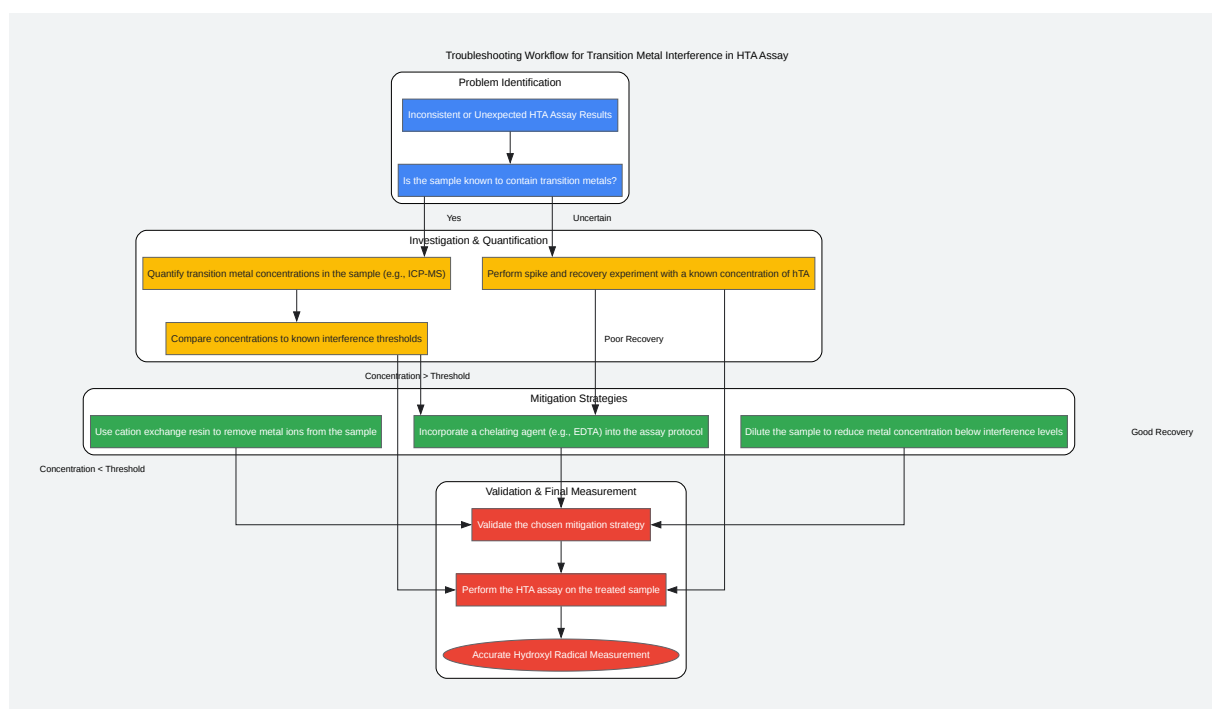 Troubleshooting Workflow for Transition Metal Interference in HTA Assay
Problem Identification
Inconsistent or Unexpected HTA Assay Results
Is the sample known to contain transition metals?
Yes
Uncertain
Investigation & Quantification
Quantify transition metal concentrations in the sample (e.g., ICP-MS)
Perform spike and recovery experiment with a known concentration of hTA
Compare concentrations to known interference thresholds
Poor Recovery
Concentration > Threshold
Mitigation Strategies
Use cation exchange resin to remove metal ions from the sample
Incorporate a chelating agent (e.g., EDTA) into the assay protocol
Dilute the sample to reduce metal concentration below interference levels
Good Recovery
Concentration < Threshold
Validation & Final Measurement
Validate the chosen mitigation strategy
Perform the HTA assay on the treated sample
Accurate Hydroxyl Radical Measurement